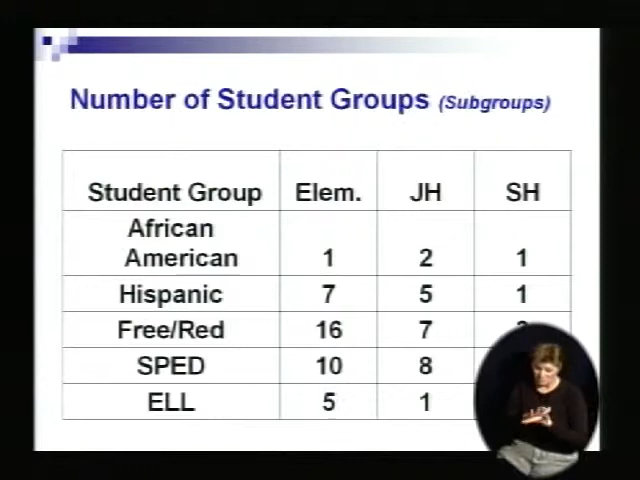 Number of Student Groups (Subgroups)
Student Group Elem. JH SH
African
American 1 2 1
Hispanic 7 5 1
Free/Red 16 7
SPED 10 8
ELL 5 1